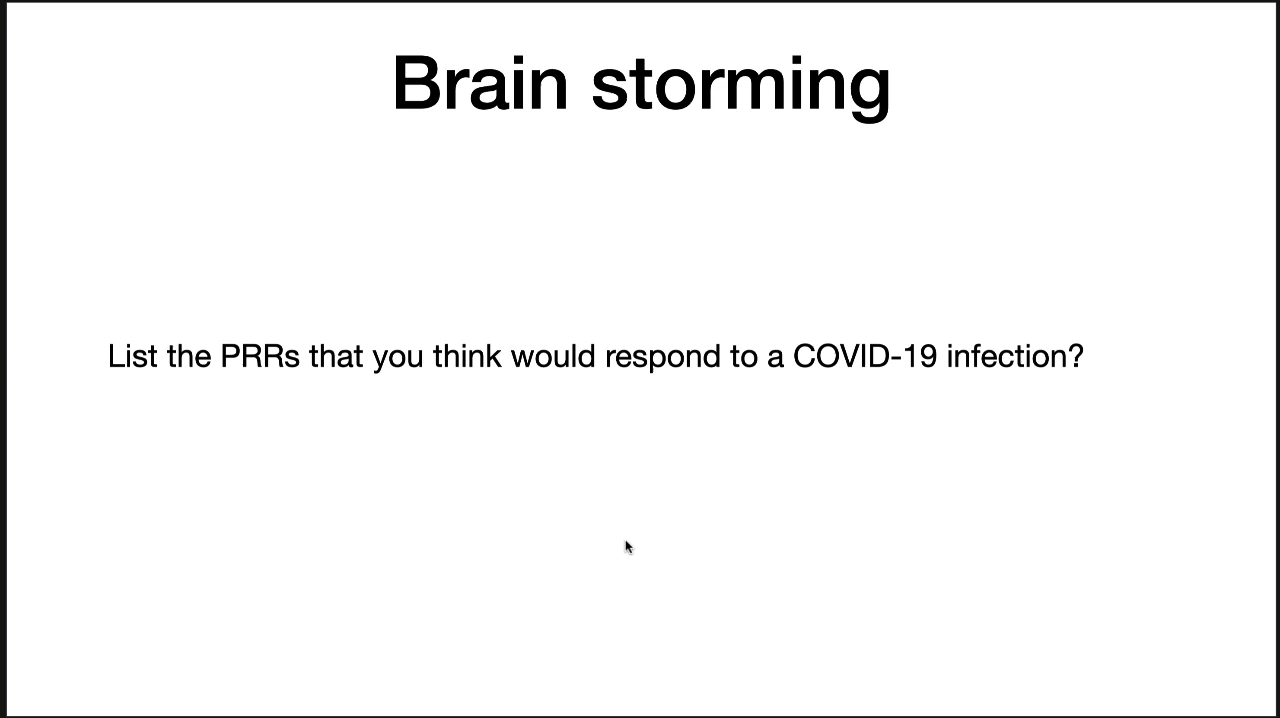 Brain storming
List the PRRs that you think would respond to a COVID-19 infection?